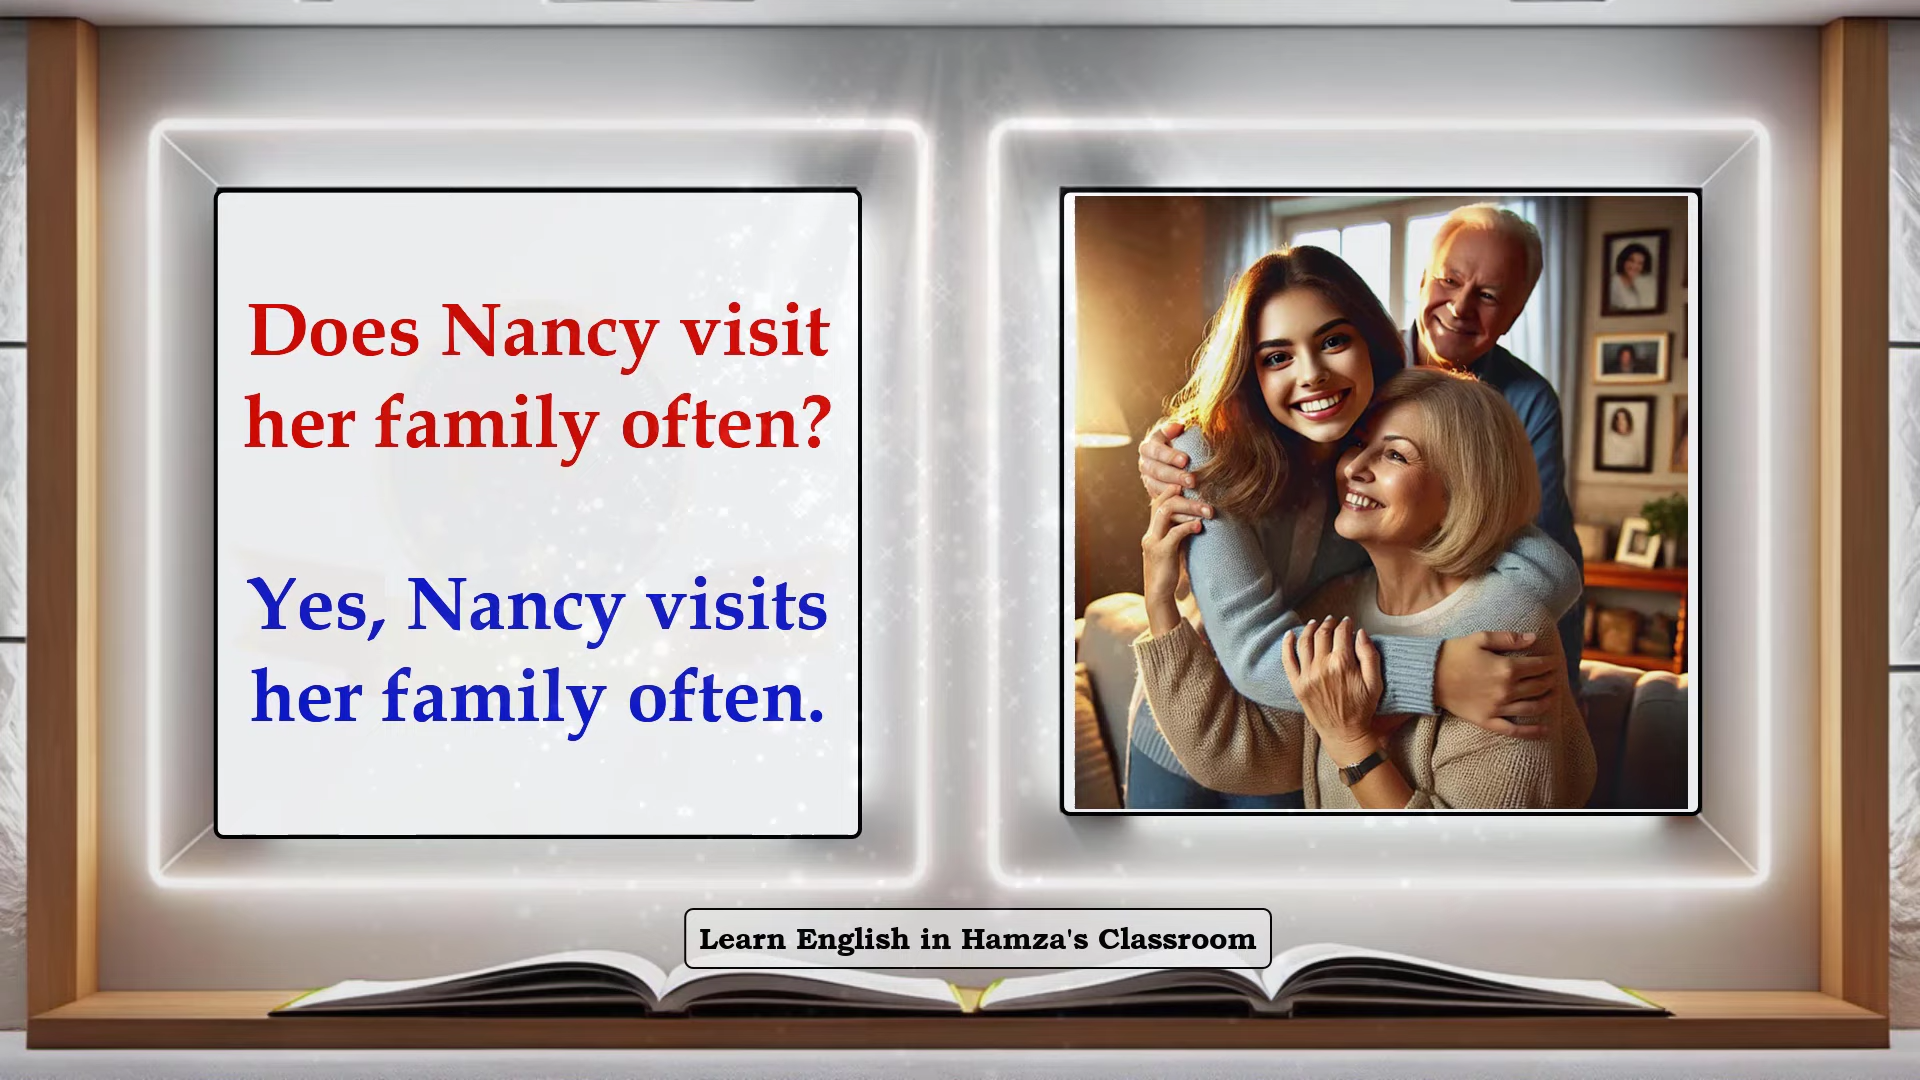 Does Nancy visit
her family often?
Yes, Nancy visits
her family often.
Learn English in Hamza's Classroom